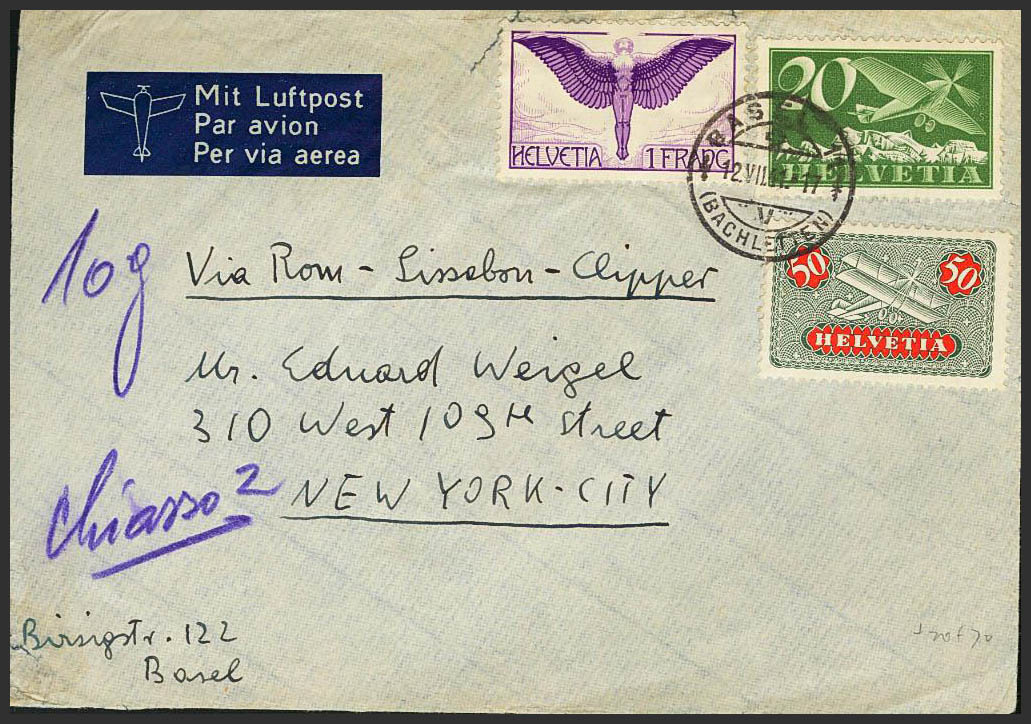 Mit Luftpost
Par avion
Per via aerea
HELVETIA 1 FRANC
20
HELVETIA
BASEL
12.VII.41.-17
V
(BACHLETTEN)
50 50
HELVETIA
10g
Via Rom - Lissabon - Clipper
Mr. Eduard Weigel
310 West 109th street
NEW YORK-CITY
Chiasso 2
Birsigstr. 122
Basel